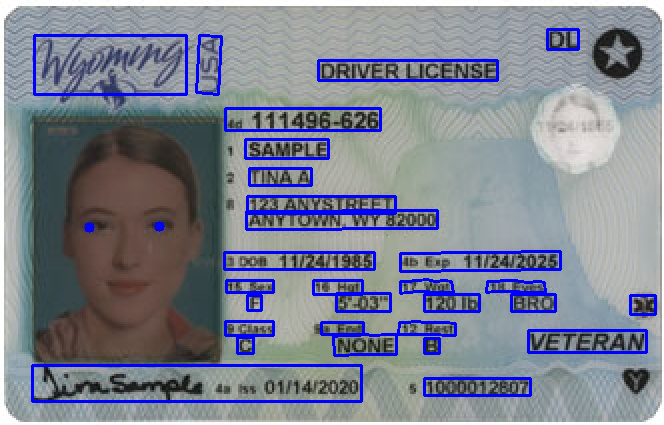 Wyoming USA
DL
DRIVER LICENSE
4d 111496-626
1 SAMPLE
2 TINA A
8 123 ANYSTREET
ANYTOWN, WY 82000
3 DOB 11/24/1985 4b Exp 11/24/2025
15 Sex 16 Hgt 17 Wgt 18 Eyes
F 5'-03" 120 lb BRO
9 Class 9a End 12 Rest
C NONE B
VETERAN
Tina Sample 4a Iss 01/14/2020 5 1000012807
Y